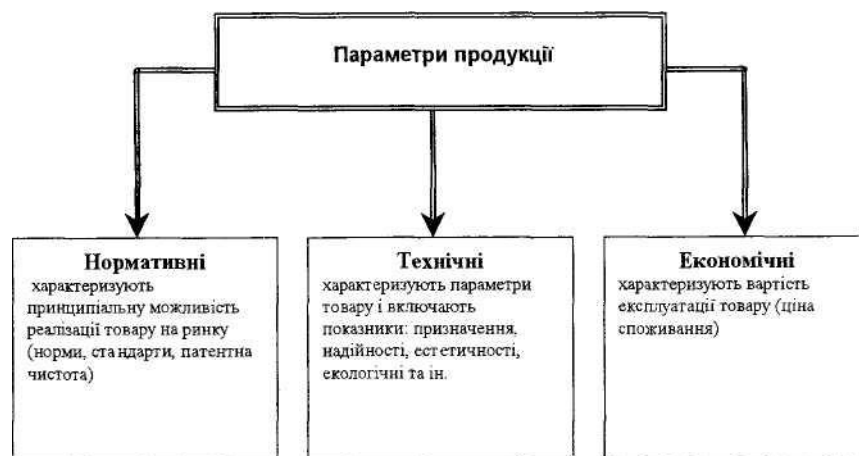 Параметри продукції
Нормативні
характеризують
принципіальну можливість
реалізації товару на ринку
(норми, стандарти, патентна
чистота)
Технічні
характеризують параметри
товару і включають
показники: призначення,
надійності, естетичності,
екологічні та ін.
Економічні
характеризують вартість
експлуатації товару (ціна
споживання)